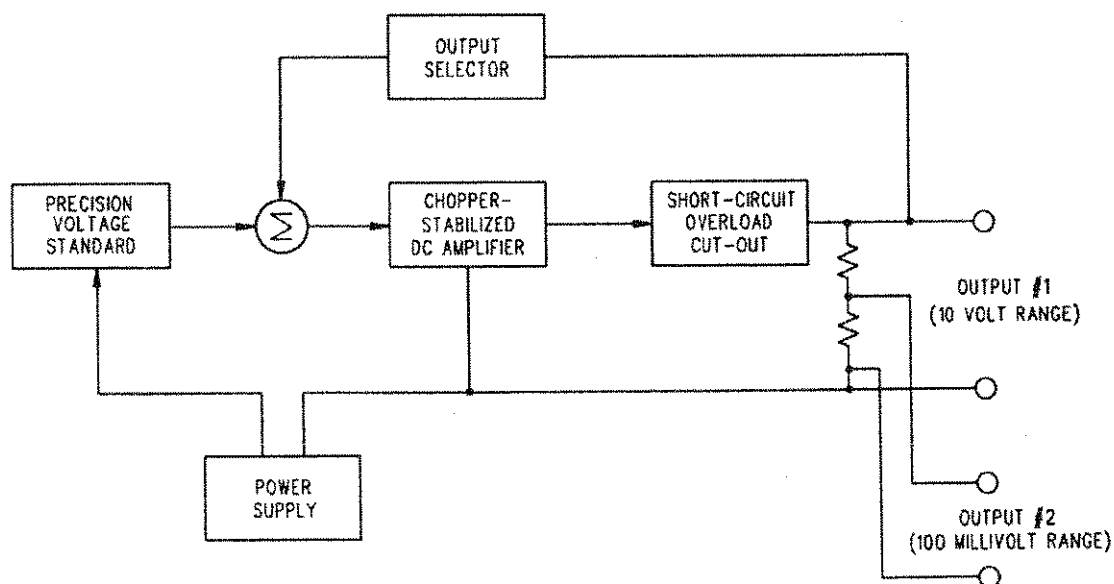 OUTPUT
SELECTOR
PRECISION
VOLTAGE
STANDARD
Σ
CHOPPER-
STABILIZED
DC AMPLIFIER
SHORT-CIRCUIT
OVERLOAD
CUT-OUT
OUTPUT #1
(10 VOLT RANGE)
POWER
SUPPLY
OUTPUT #2
(100 MILLIVOLT RANGE)